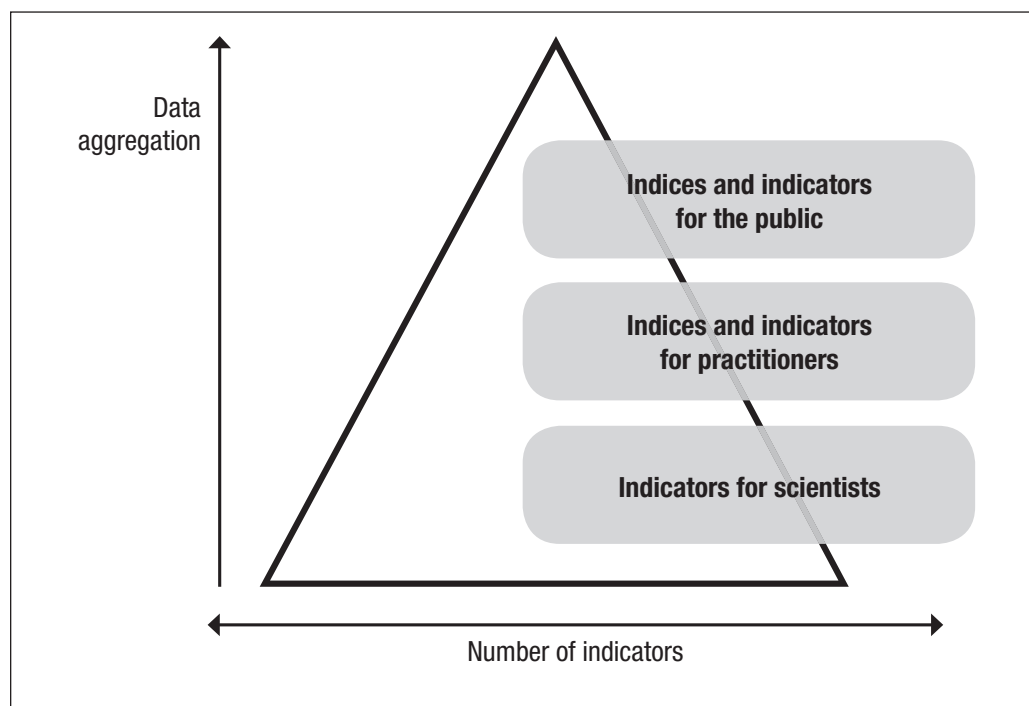 Data
aggregation
Indices and indicators
for the public
Indices and indicators
for practitioners
Indicators for scientists
Number of indicators